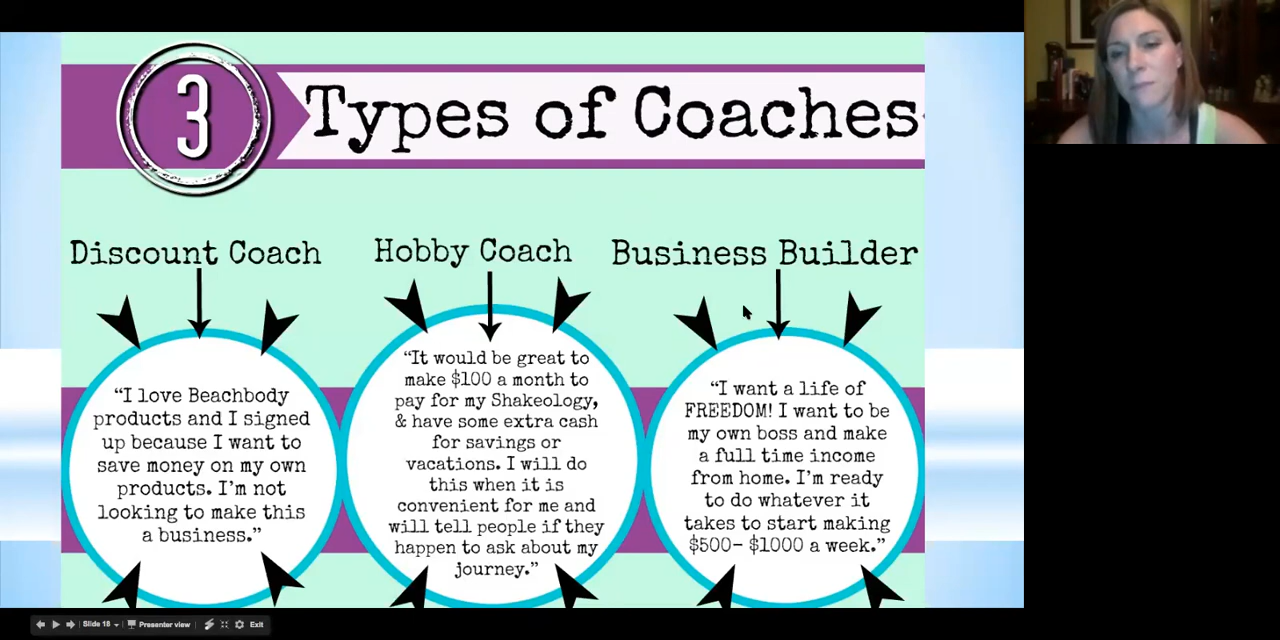 3
Types of Coaches
Discount Coach
Hobby Coach
Business Builder
“I love Beachbody
products and I signed
up because I want to
save money on my own
products. I’m not
looking to make this
a business.”
“It would be great to
make $100 a month to
pay for my Shakeology,
& have some extra cash
for savings or
vacations. I will do
this when it is
convenient for me and
will tell people if they
happen to ask about my
journey.”
“I want a life of
FREEDOM! I want to be
my own boss and make
a full time income
from home. I’m ready
to do whatever it
takes to start making
$500- $1000 a week.”
Slide 18
Presenter view
Exit